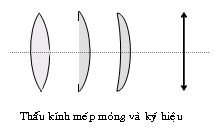 Thấu kính mép mỏng và ký hiệu